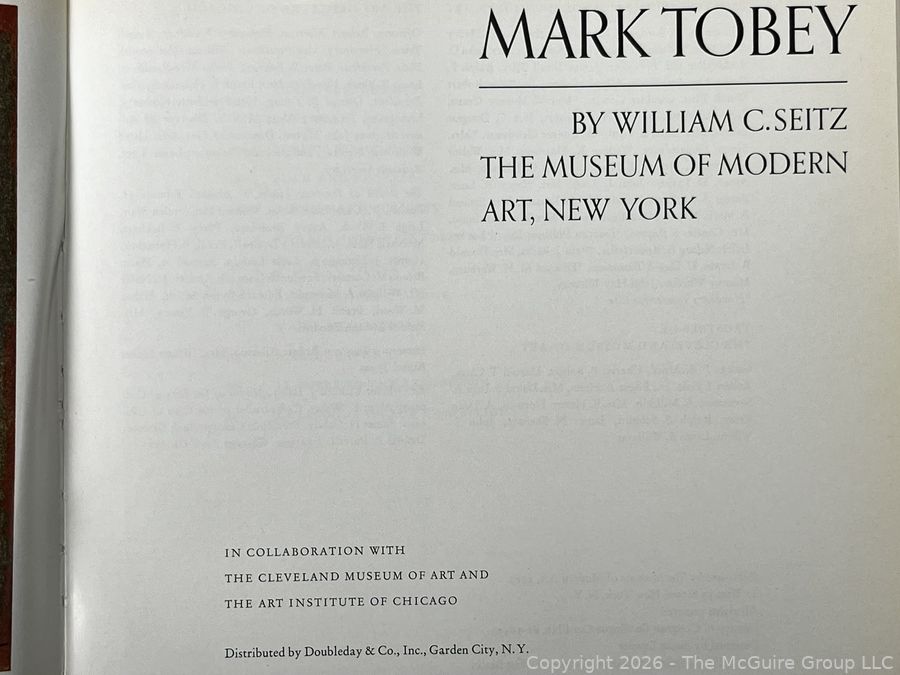 MARK TOBEY
BY WILLIAM C. SEITZ
THE MUSEUM OF MODERN
ART, NEW YORK
IN COLLABORATION WITH
THE CLEVELAND MUSEUM OF ART AND
THE ART INSTITUTE OF CHICAGO
Distributed by Doubleday & Co., Inc., Garden City, N. Y.
Copyright 2026 - The McGuire Group LLC